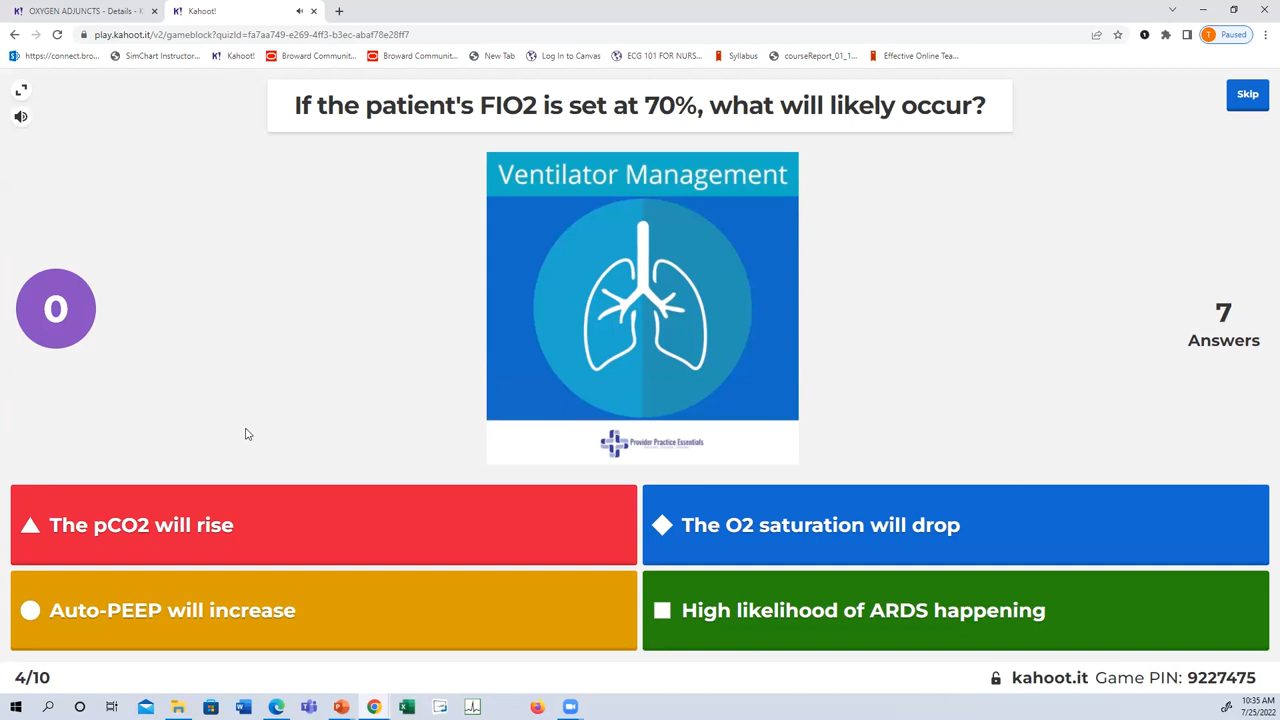 OXYGEN ADJUNCTS - Details - K
Kahoot!
play.kahoot.it/v2/gameblock?quizId=fa7aa749-e269-4ff3-b3ec-abaf78e28ff7
T Paused
https://connect.bro...
SimChart Instructor...
Kahoot!
Broward Communit...
Broward Communit...
New Tab
Log In to Canvas
ECG 101 FOR NURS...
Syllabus
courseReport_01_1...
Effective Online Tea...
If the patient's FIO2 is set at 70%, what will likely occur?
Skip
Ventilator Management
0
7
Answers
Provider Practice Essentials
The pCO2 will rise
The O2 saturation will drop
Auto-PEEP will increase
High likelihood of ARDS happening
4/10
kahoot.it Game PIN: 9227475
10:35 AM
7/25/2022